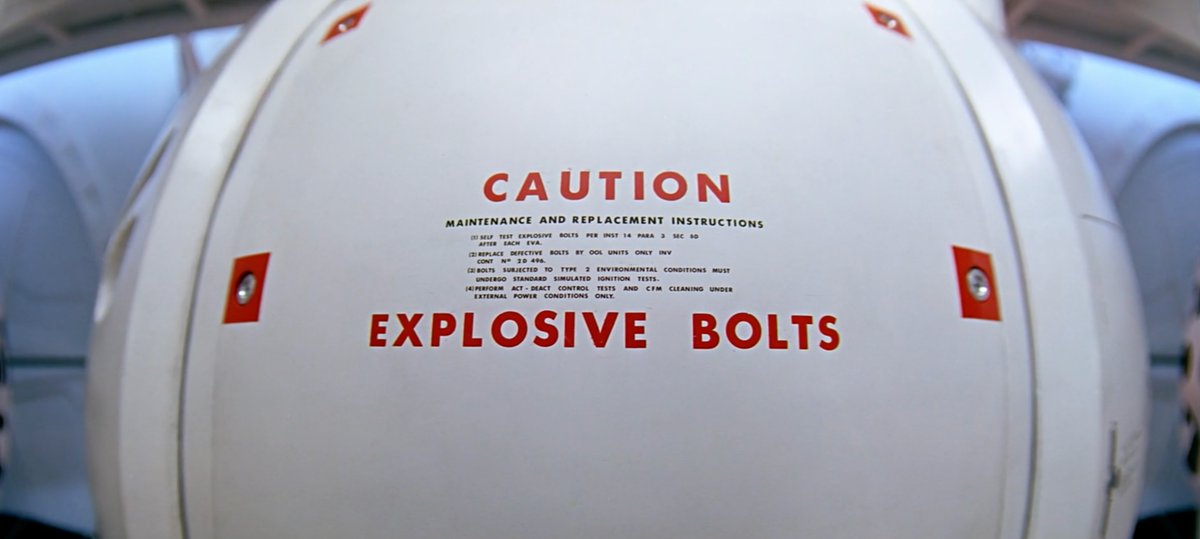 CAUTION
MAINTENANCE AND REPLACEMENT INSTRUCTIONS
(1) SELF TEST EXPLOSIVE BOLTS PER INST 14 PARA 3 SEC 6D
AFTER EACH EVA.
(2) REPLACE DEFECTIVE BOLTS BY OGL UNITS ONLY INV
CONT Nº 2D 496.
(3) BOLTS SUBJECTED TO TYPE 2 ENVIRONMENTAL CONDITIONS MUST
UNDERGO STANDARD SIMULATED IGNITION TESTS.
(4) PERFORM ACT - DEACT CONTROL TESTS AND CFM CLEANING UNDER
EXTERNAL POWER CONDITIONS ONLY.
EXPLOSIVE BOLTS